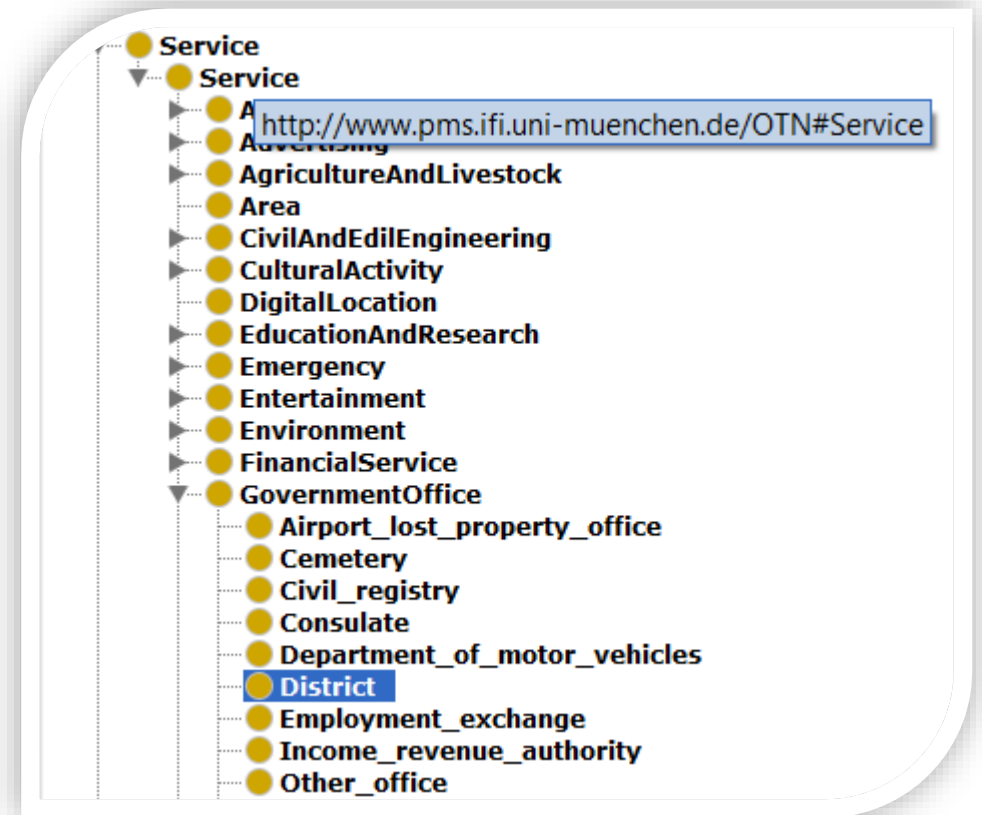 Service
Service
A
http://www.pms.ifi.uni-muenchen.de/OTN#Service
Advertising
AgricultureAndLivestock
Area
CivilAndEdilEngineering
CulturalActivity
DigitalLocation
EducationAndResearch
Emergency
Entertainment
Environment
FinancialService
GovernmentOffice
Airport_lost_property_office
Cemetery
Civil_registry
Consulate
Department_of_motor_vehicles
District
Employment_exchange
Income_revenue_authority
Other_office